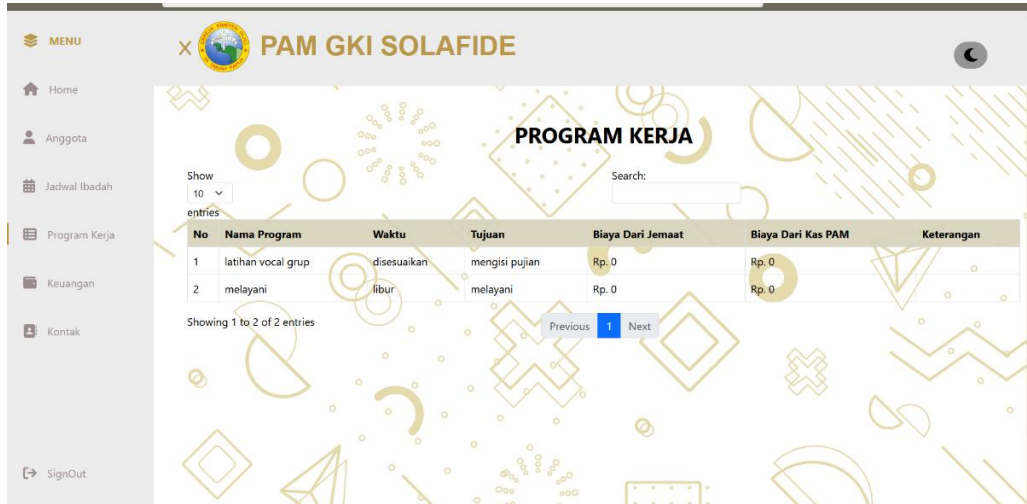 MENU
× PAM GKI SOLAFIDE
Home
Anggota
Jadwal Ibadah
Program Kerja
Keuangan
Kontak
SignOut
PROGRAM KERJA
Show
10
entries
Search:
No Nama Program Waktu Tujuan Biaya Dari Jemaat Biaya Dari Kas PAM Keterangan
1 latihan vocal grup disesuaikan mengisi pujian Rp. 0 Rp. 0
2 melayani libur melayani Rp. 0 Rp. 0
Showing 1 to 2 of 2 entries
Previous 1 Next